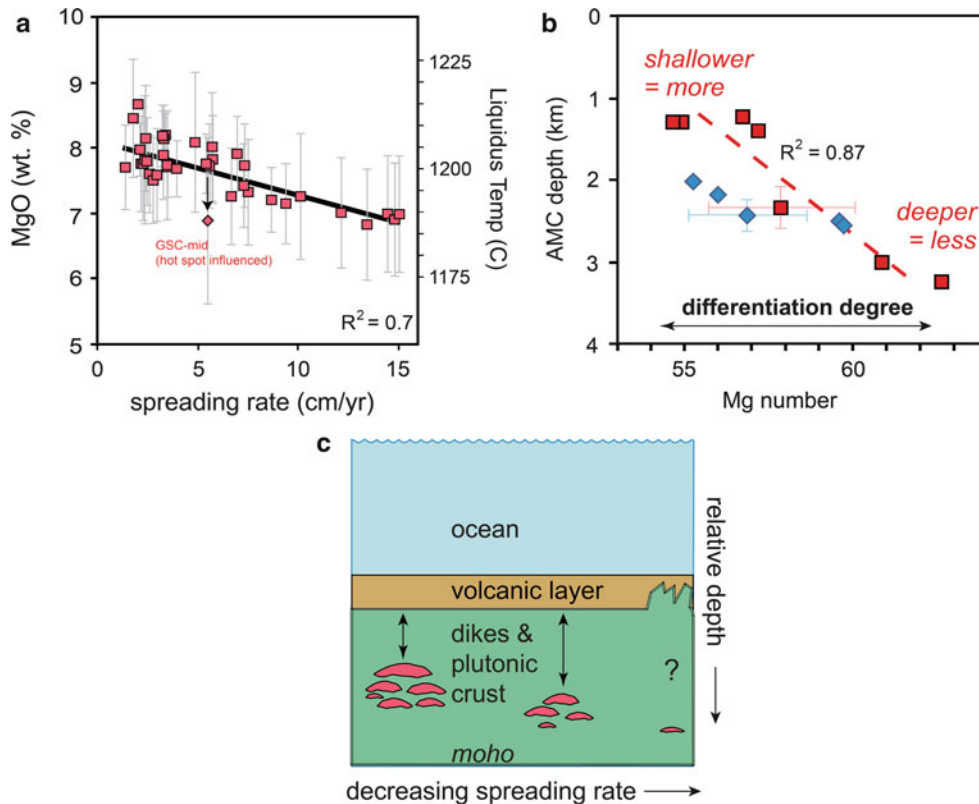 a
MgO (wt. %)
10
9
8
7
6
5
0
5
10
15
spreading rate (cm/yr)
1225
1200
1175
Liquidus Temp (C)
GSC-mid
(hot spot influenced)
R² = 0.7
b
AMC depth (km)
0
1
2
3
4
55
60
Mg number
shallower
= more
R² = 0.87
deeper
= less
differentiation degree
c
ocean
volcanic layer
dikes &
plutonic
crust
?
moho
relative depth
decreasing spreading rate